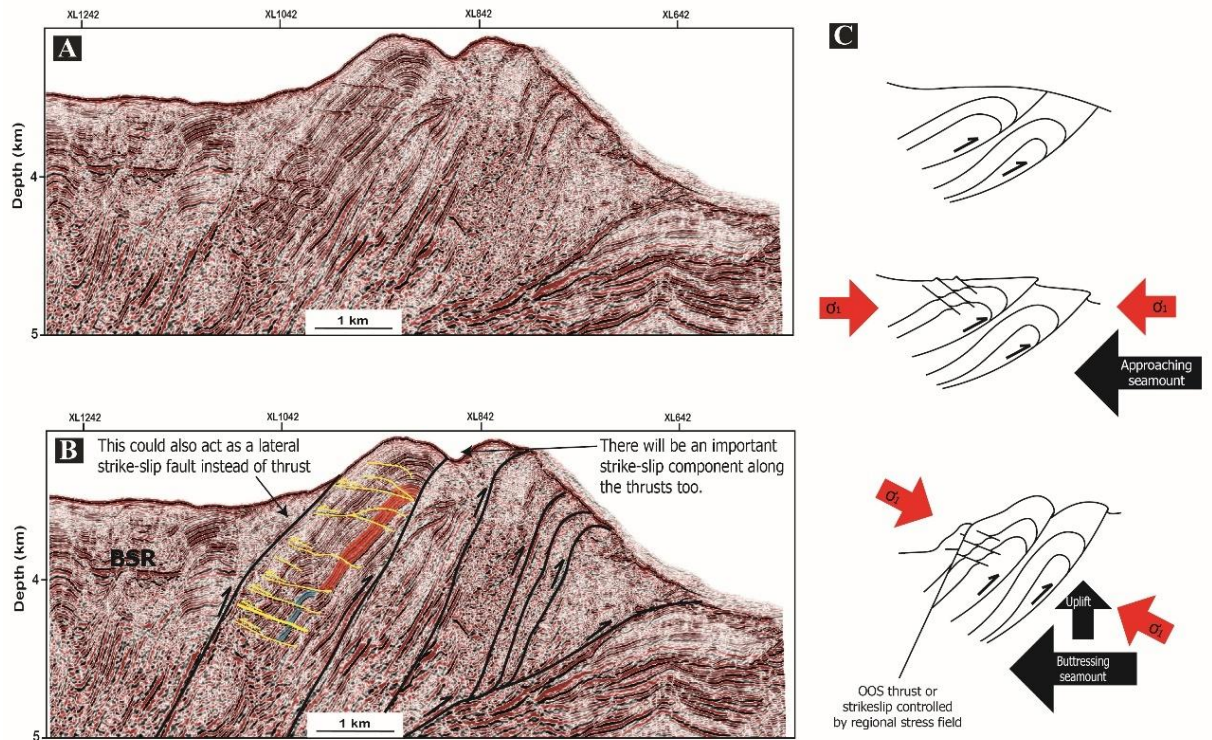 XL1242 XL1042 XL842 XL642
A
Depth (km)
4
5
1 km
XL1242 XL1042 XL842 XL642
B
This could also act as a lateral
strike-slip fault instead of thrust
There will be an important
strike-slip component along
the thrusts too.
BSR
Depth (km)
4
5
1 km
C
σ1
σ1
Approaching
seamount
σ1
Uplift
σ1
Buttressing
seamount
OOS thrust or
strikeslip controlled
by regional stress field